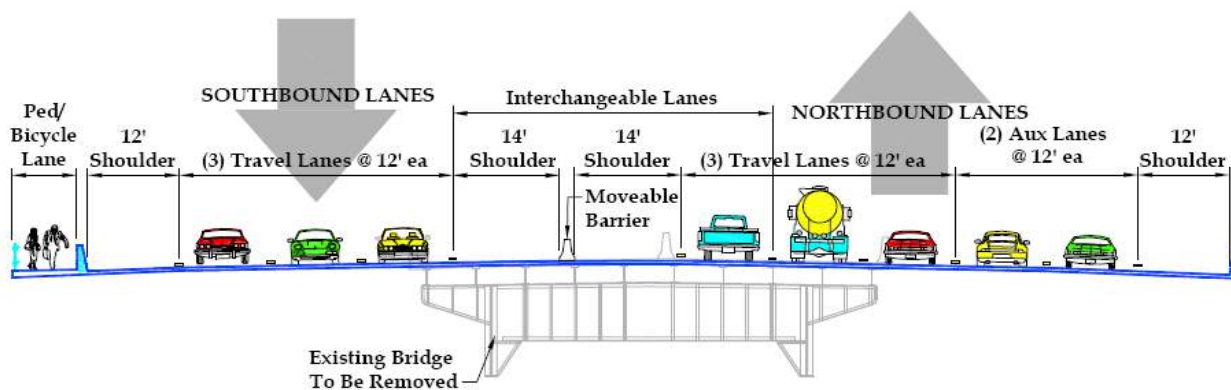 SOUTHBOUND LANES
Interchangeable Lanes
NORTHBOUND LANES
Ped/
Bicycle
Lane
12'
Shoulder
(3) Travel Lanes @ 12' ea
14'
Shoulder
14'
Shoulder
(3) Travel Lanes @ 12' ea
(2) Aux Lanes
@ 12' ea
12'
Shoulder
Moveable
Barrier
Existing Bridge
To Be Removed